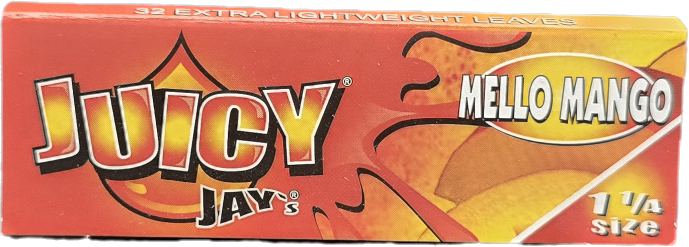 32 EXTRA LIGHTWEIGHT LEAVES
JUICY®
JAY'S®
MELLO MANGO
1 1/4
size